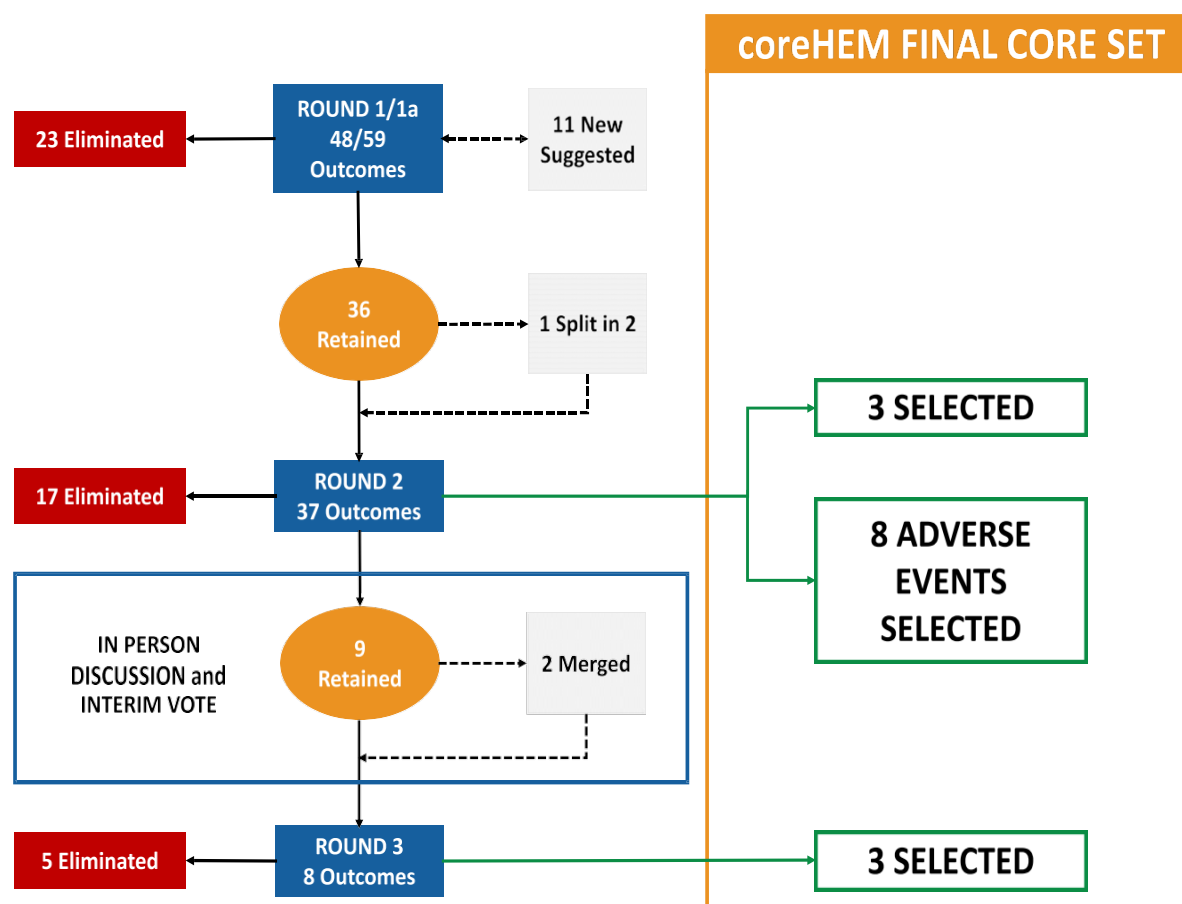 coreHEM FINAL CORE SET
ROUND 1/1a
48/59
Outcomes
23 Eliminated
11 New
Suggested
36
Retained
1 Split in 2
3 SELECTED
ROUND 2
37 Outcomes
17 Eliminated
8 ADVERSE
EVENTS
SELECTED
IN PERSON
DISCUSSION and
INTERIM VOTE
9
Retained
2 Merged
ROUND 3
8 Outcomes
5 Eliminated
3 SELECTED